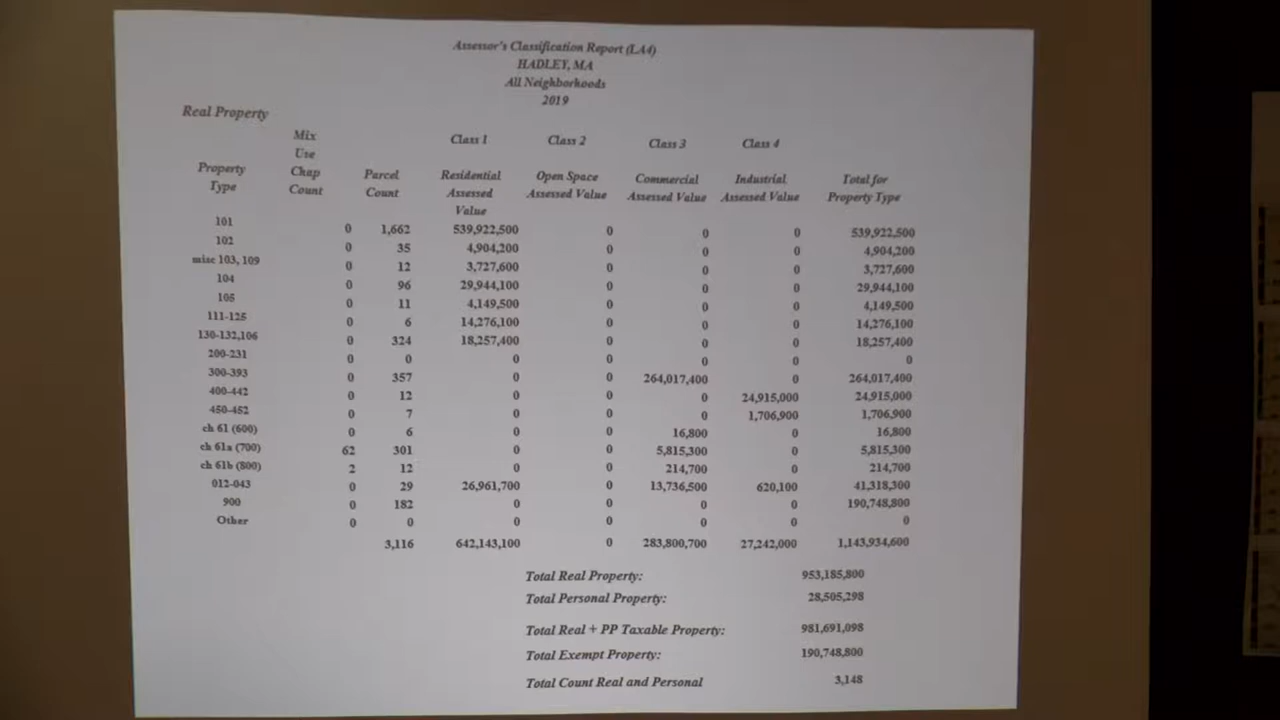 Assessor's Classification Report (LA4)
HADLEY, MA
All Neighborhoods
2019
Real Property
Mix
Use
Class 1 Class 2 Class 3 Class 4
Property Chap Parcel Residential Open Space Commercial Industrial Total for
Type Count Count Assessed Assessed Value Assessed Value Assessed Value Property Type
Value
101 0 1,662 539,922,500 0 0 0 539,922,500
102 0 35 4,904,200 0 0 0 4,904,200
misc 103, 109 0 12 3,727,600 0 0 0 3,727,600
104 0 96 29,944,100 0 0 0 29,944,100
105 0 11 4,149,500 0 0 0 4,149,500
111-125 0 6 14,276,100 0 0 0 14,276,100
130-132,106 0 324 18,257,400 0 0 0 18,257,400
200-231 0 0 0 0 0 0 0
300-393 0 357 0 0 264,017,400 0 264,017,400
400-442 0 12 0 0 0 24,915,000 24,915,000
450-452 0 7 0 0 0 1,706,900 1,706,900
ch 61 (600) 0 6 0 0 16,800 0 16,800
ch 61a (700) 62 301 0 0 5,815,300 0 5,815,300
ch 61b (800) 2 12 0 0 214,700 0 214,700
012-043 0 29 26,961,700 0 13,736,500 620,100 41,318,300
900 0 182 0 0 0 0 190,748,800
Other 0 0 0 0 0 0 0
3,116 642,143,100 0 283,800,700 27,242,000 1,143,934,600
Total Real Property: 953,185,800
Total Personal Property: 28,505,298
Total Real + PP Taxable Property: 981,691,098
Total Exempt Property: 190,748,800
Total Count Real and Personal 3,148